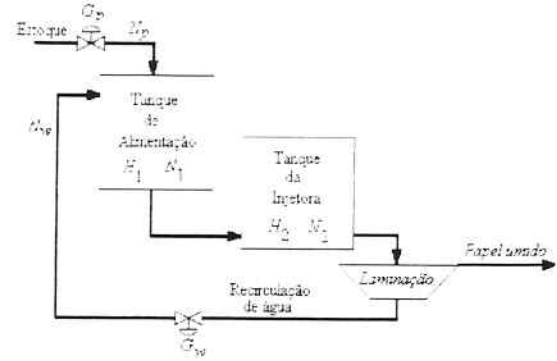 G_p
Estoque
N_p
N_w
Tanque
de
Alimentação
H_1 N_1
Tanque
da
Injetora
H_2 N_2
Papel umido
Laminação
Recirculação
de água
G_w